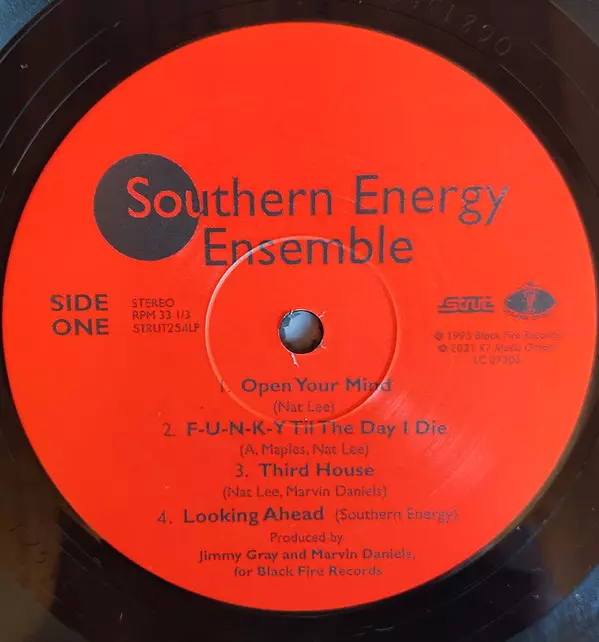 Southern Energy
Ensemble
SIDE
ONE
STEREO
RPM 33 1/3
STRUT254LP
Strut
℗ 1993 Black Fire Records
© 2021 K7 Music GmbH
LC 07306
1. Open Your Mind
(Nat Lee)
2. F-U-N-K-Y Til The Day I Die
(A. Maples, Nat Lee)
3. Third House
(Nat Lee, Marvin Daniels)
4. Looking Ahead (Southern Energy)
Produced by
Jimmy Gray and Marvin Daniels,
for Black Fire Records